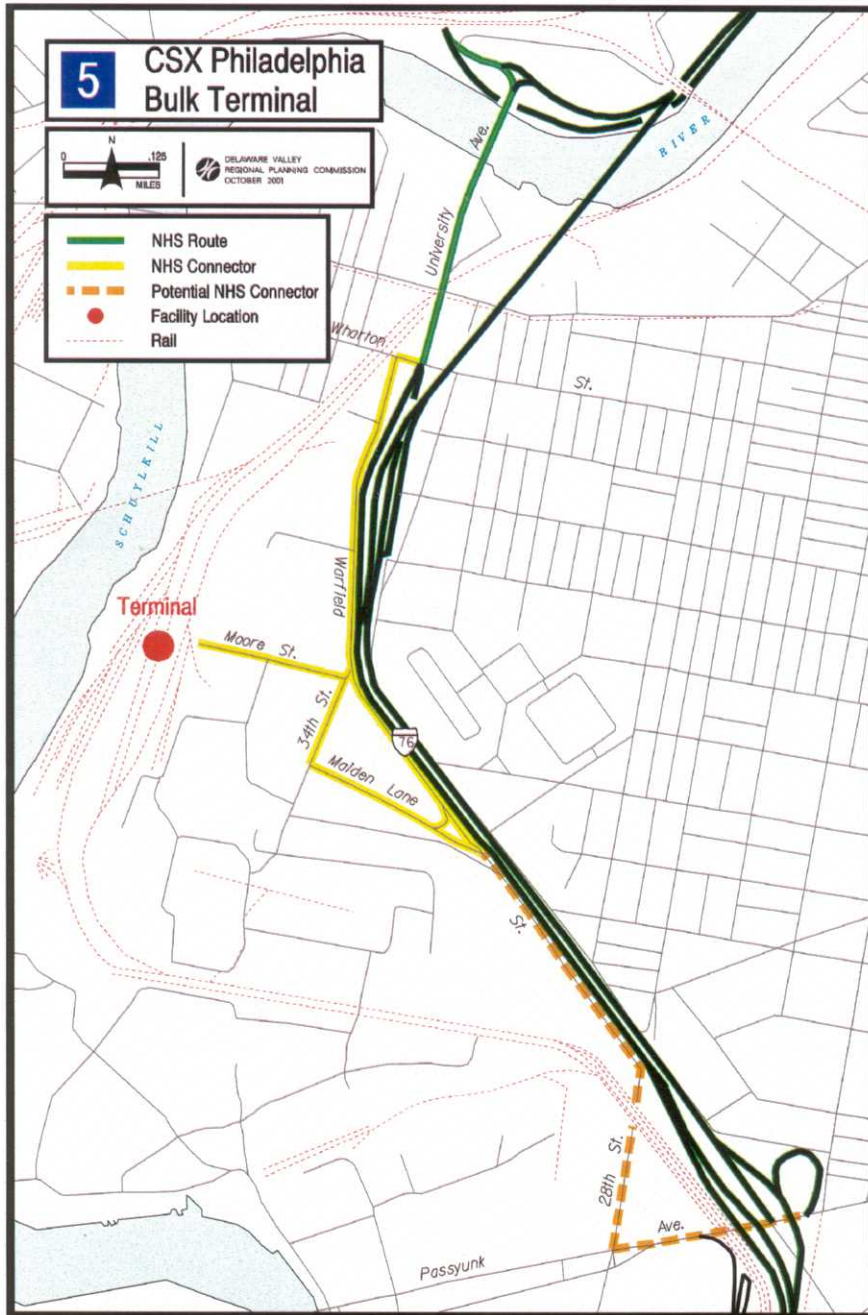 5
CSX Philadelphia
Bulk Terminal
N
0 .125
MILES
DELAWARE VALLEY
REGIONAL PLANNING COMMISSION
OCTOBER 2001
NHS Route
NHS Connector
Potential NHS Connector
Facility Location
Rail
RIVER
University Ave.
Wharton St.
SCHUYLKILL
Warfield
Terminal
Moore St.
34th St.
76
Maiden Lane
St.
28th St.
Passyunk Ave.